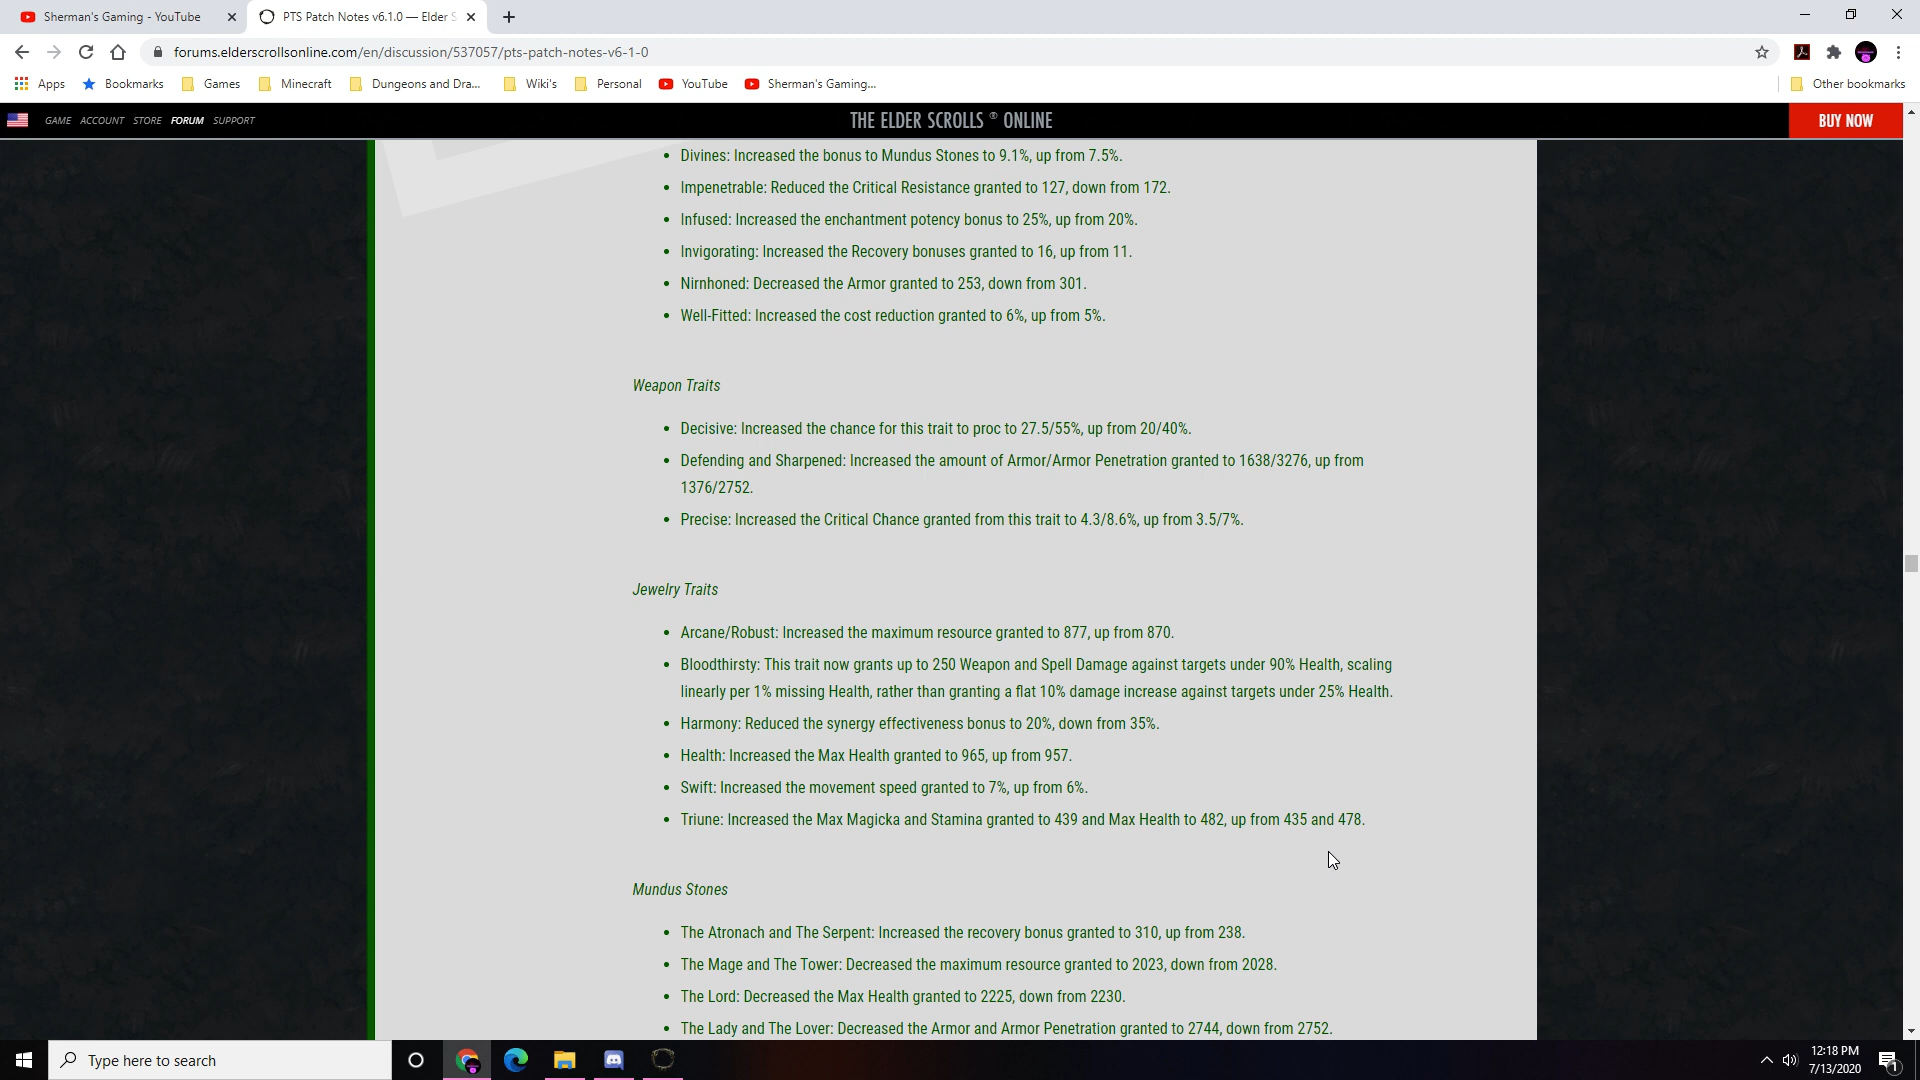 Sherman's Gaming - YouTube
PTS Patch Notes v6.1.0 — Elder S
forums.elderscrollsonline.com/en/discussion/537057/pts-patch-notes-v6-1-0
Apps Bookmarks Games Minecraft Dungeons and Dra... Wiki's Personal YouTube Sherman's Gaming... Other bookmarks
GAME ACCOUNT STORE FORUM SUPPORT THE ELDER SCROLLS ® ONLINE BUY NOW
• Divines: Increased the bonus to Mundus Stones to 9.1%, up from 7.5%.
• Impenetrable: Reduced the Critical Resistance granted to 127, down from 172.
• Infused: Increased the enchantment potency bonus to 25%, up from 20%.
• Invigorating: Increased the Recovery bonuses granted to 16, up from 11.
• Nirnhoned: Decreased the Armor granted to 253, down from 301.
• Well-Fitted: Increased the cost reduction granted to 6%, up from 5%.
Weapon Traits
• Decisive: Increased the chance for this trait to proc to 27.5/55%, up from 20/40%.
• Defending and Sharpened: Increased the amount of Armor/Armor Penetration granted to 1638/3276, up from
1376/2752.
• Precise: Increased the Critical Chance granted from this trait to 4.3/8.6%, up from 3.5/7%.
Jewelry Traits
• Arcane/Robust: Increased the maximum resource granted to 877, up from 870.
• Bloodthirsty: This trait now grants up to 250 Weapon and Spell Damage against targets under 90% Health, scaling
linearly per 1% missing Health, rather than granting a flat 10% damage increase against targets under 25% Health.
• Harmony: Reduced the synergy effectiveness bonus to 20%, down from 35%.
• Health: Increased the Max Health granted to 965, up from 957.
• Swift: Increased the movement speed granted to 7%, up from 6%.
• Triune: Increased the Max Magicka and Stamina granted to 439 and Max Health to 482, up from 435 and 478.
Mundus Stones
• The Atronach and The Serpent: Increased the recovery bonus granted to 310, up from 238.
• The Mage and The Tower: Decreased the maximum resource granted to 2023, down from 2028.
• The Lord: Decreased the Max Health granted to 2225, down from 2230.
• The Lady and The Lover: Decreased the Armor and Armor Penetration granted to 2744, down from 2752.
Type here to search
12:18 PM
7/13/2020
1